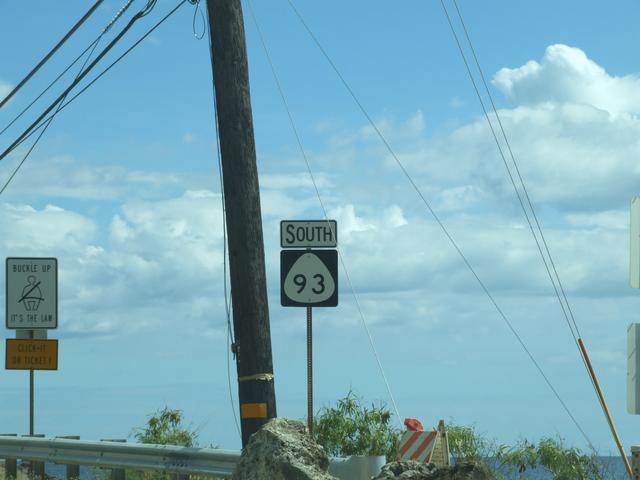 BUCKLE UP
IT'S THE LAW
CLICK-IT
OR TICKET!
SOUTH
93